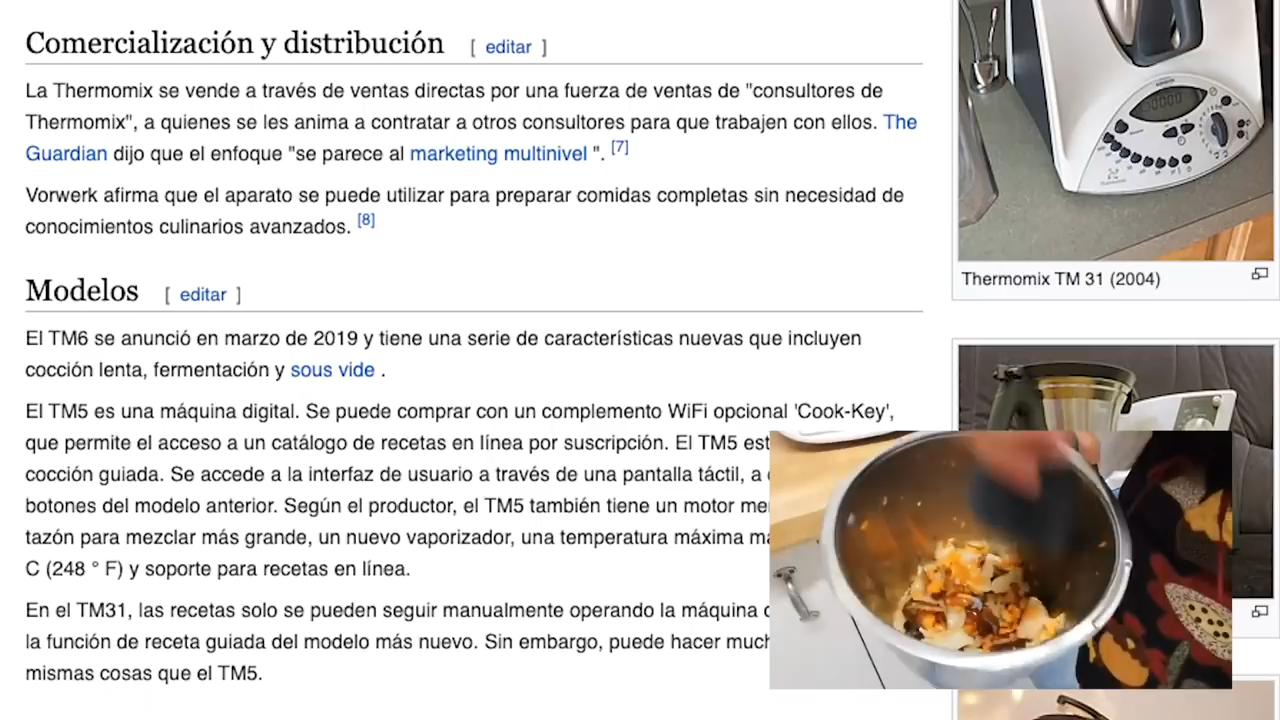 Comercialización y distribución [ editar ]
La Thermomix se vende a través de ventas directas por una fuerza de ventas de "consultores de
Thermomix", a quienes se les anima a contratar a otros consultores para que trabajen con ellos. The
Guardian dijo que el enfoque "se parece al marketing multinivel ". [7]
Vorwerk afirma que el aparato se puede utilizar para preparar comidas completas sin necesidad de
conocimientos culinarios avanzados. [8]
Modelos [ editar ]
El TM6 se anunció en marzo de 2019 y tiene una serie de características nuevas que incluyen
cocción lenta, fermentación y sous vide .
El TM5 es una máquina digital. Se puede comprar con un complemento WiFi opcional 'Cook-Key',
que permite el acceso a un catálogo de recetas en línea por suscripción. El TM5 est
cocción guiada. Se accede a la interfaz de usuario a través de una pantalla táctil, a
botones del modelo anterior. Según el productor, el TM5 también tiene un motor me
tazón para mezclar más grande, un nuevo vaporizador, una temperatura máxima m
C (248 ° F) y soporte para recetas en línea.
En el TM31, las recetas solo se pueden seguir manualmente operando la máquina
la función de receta guiada del modelo más nuevo. Sin embargo, puede hacer muc
mismas cosas que el TM5.
Thermomix TM 31 (2004)